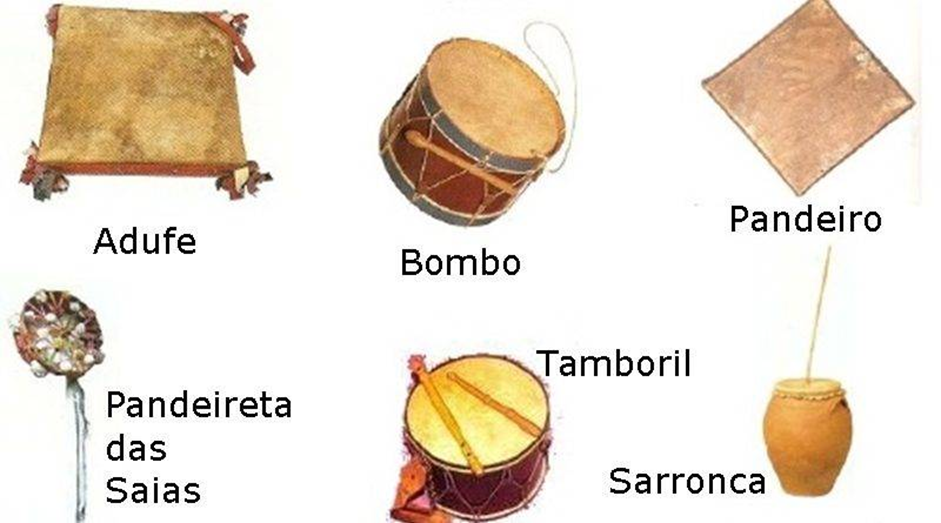 Adufe
Bombo
Pandeiro
Pandeireta
das
Saias
Tamboril
Sarronca